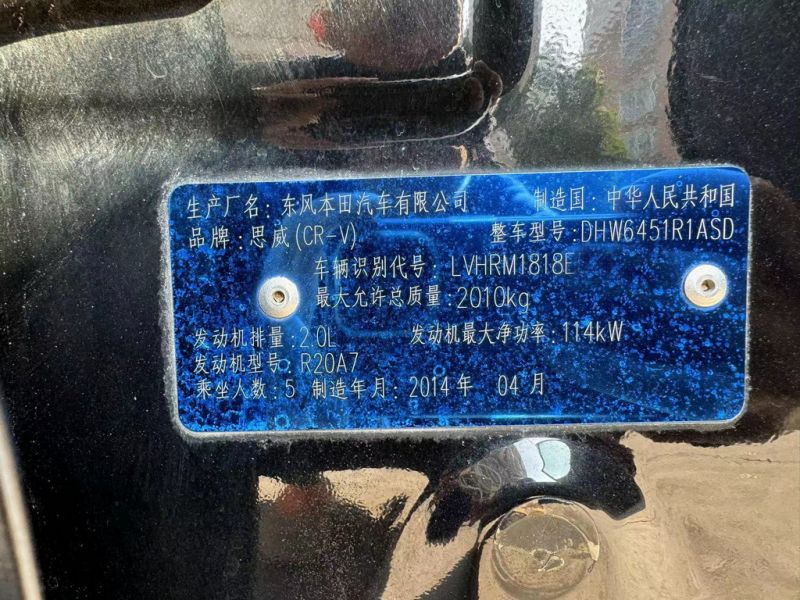 生产厂名：东风本田汽车有限公司 制造国：中华人民共和国
品牌：思威(CR-V) 整车型号：DHW6451R1ASD
车辆识别代号：LVHRM1818E
最大允许总质量：2010kg
发动机排量：2.0L 发动机最大净功率：114kW
发动机型号：R20A7
乘坐人数：5 制造年月：2014年 04月